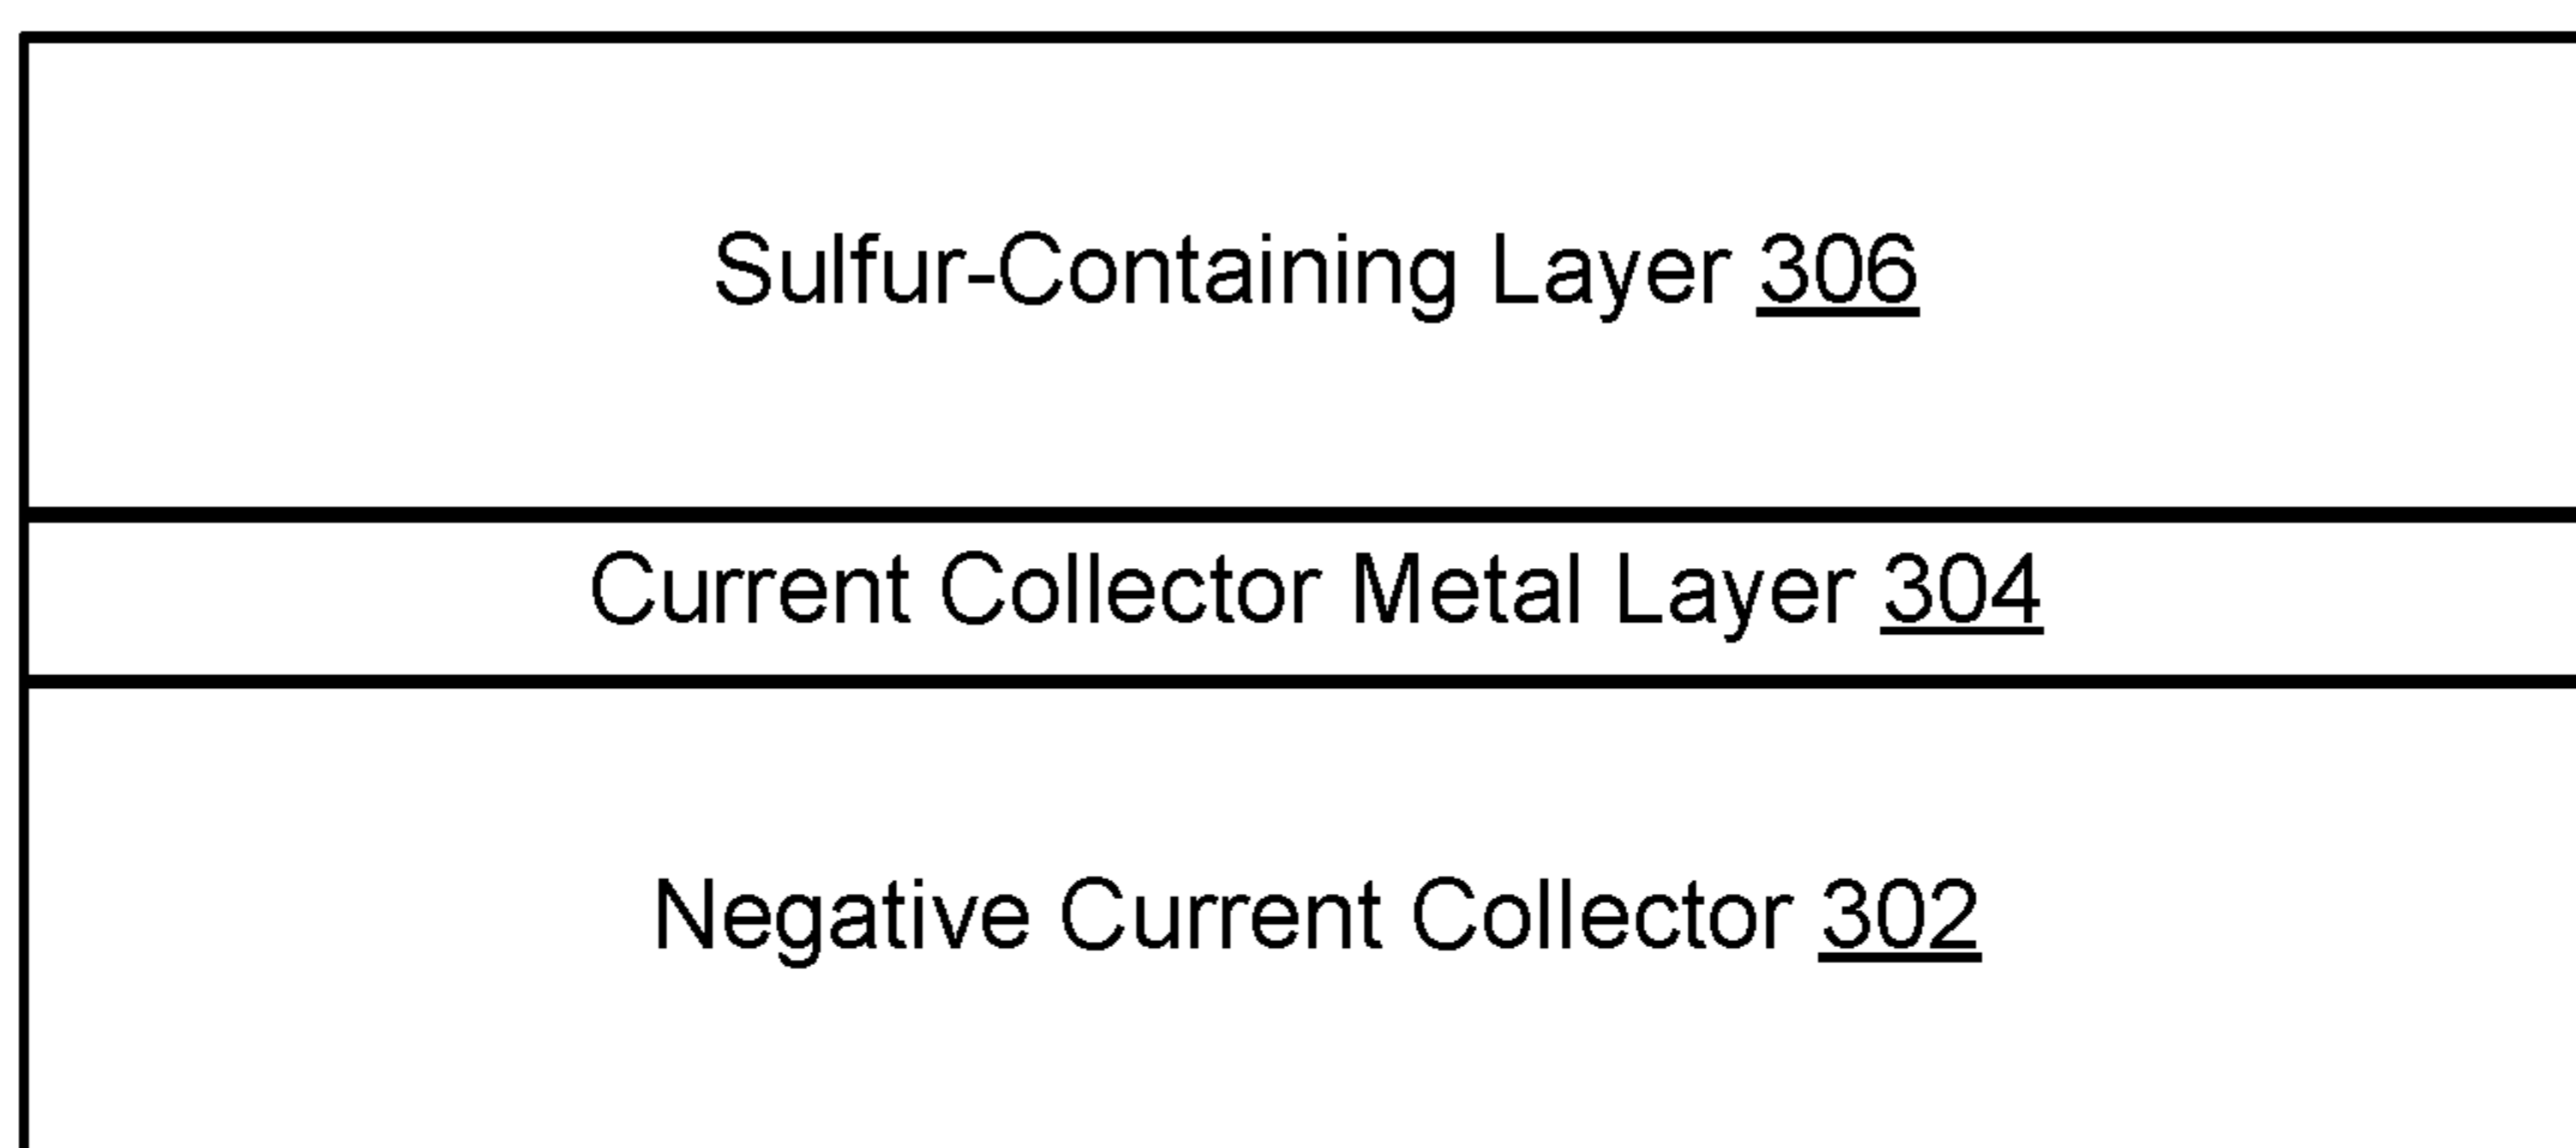 Sulfur-Containing Layer 306
Current Collector Metal Layer 304
Negative Current Collector 302